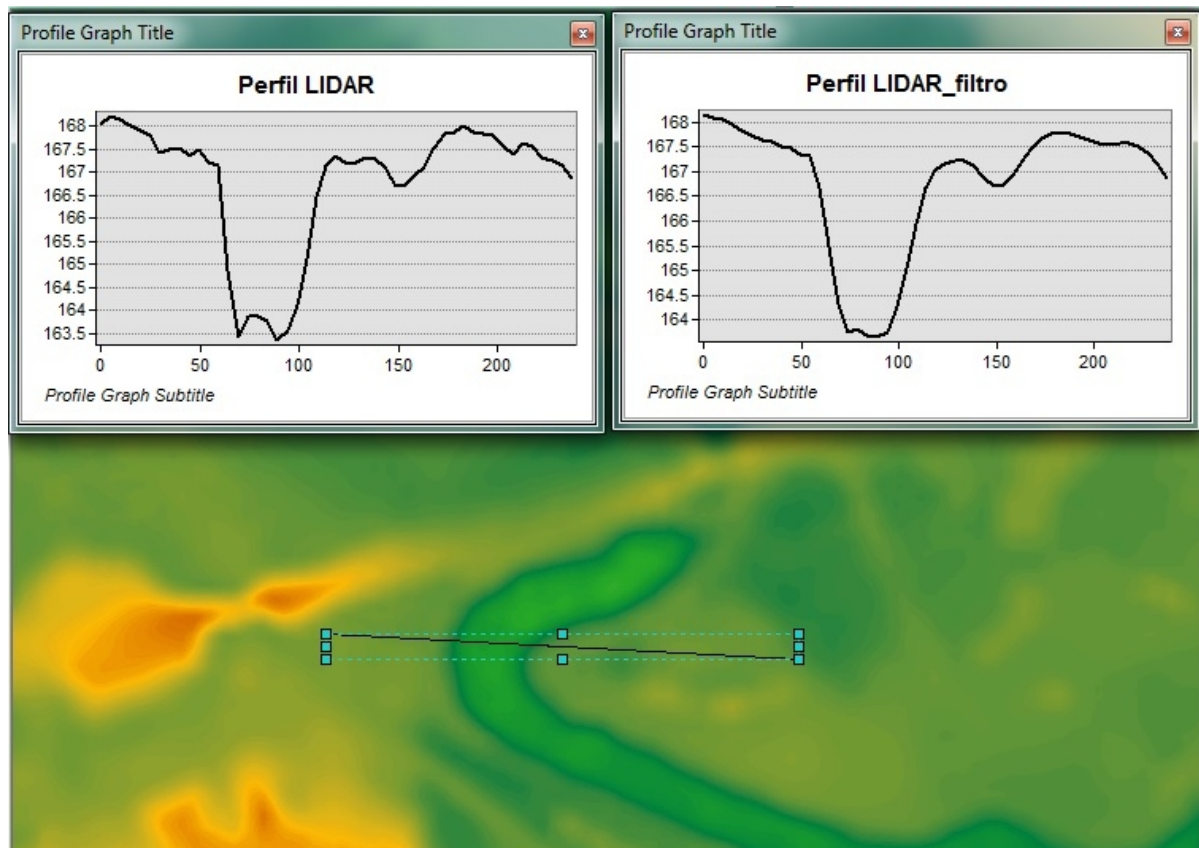 Profile Graph Title
Perfil LIDAR
168
167.5
167
166.5
166
165.5
165
164.5
164
163.5
0 50 100 150 200
Profile Graph Subtitle
Profile Graph Title
Perfil LIDAR_filtro
168
167.5
167
166.5
166
165.5
165
164.5
164
0 50 100 150 200
Profile Graph Subtitle